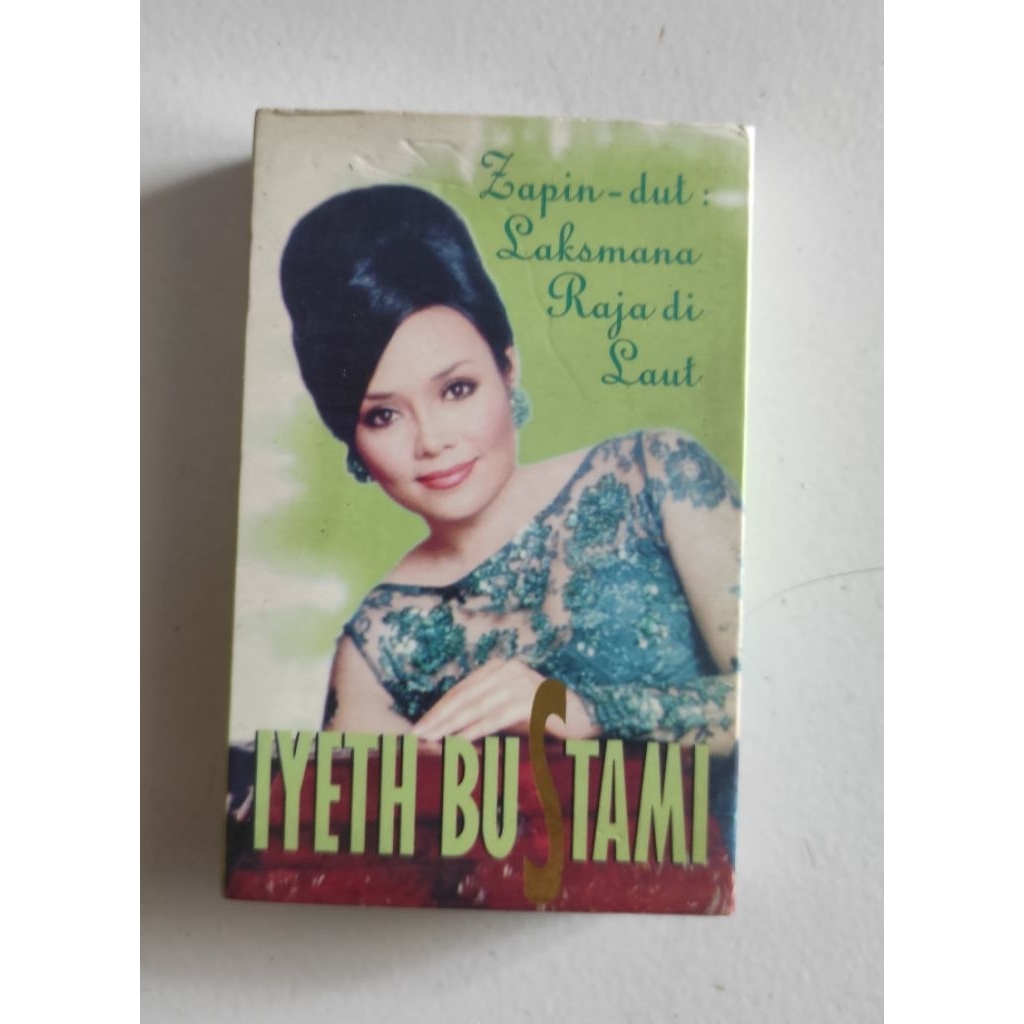 Zapin-dut :
Laksmana
Raja di
Laut
IYETH BUSTAMI